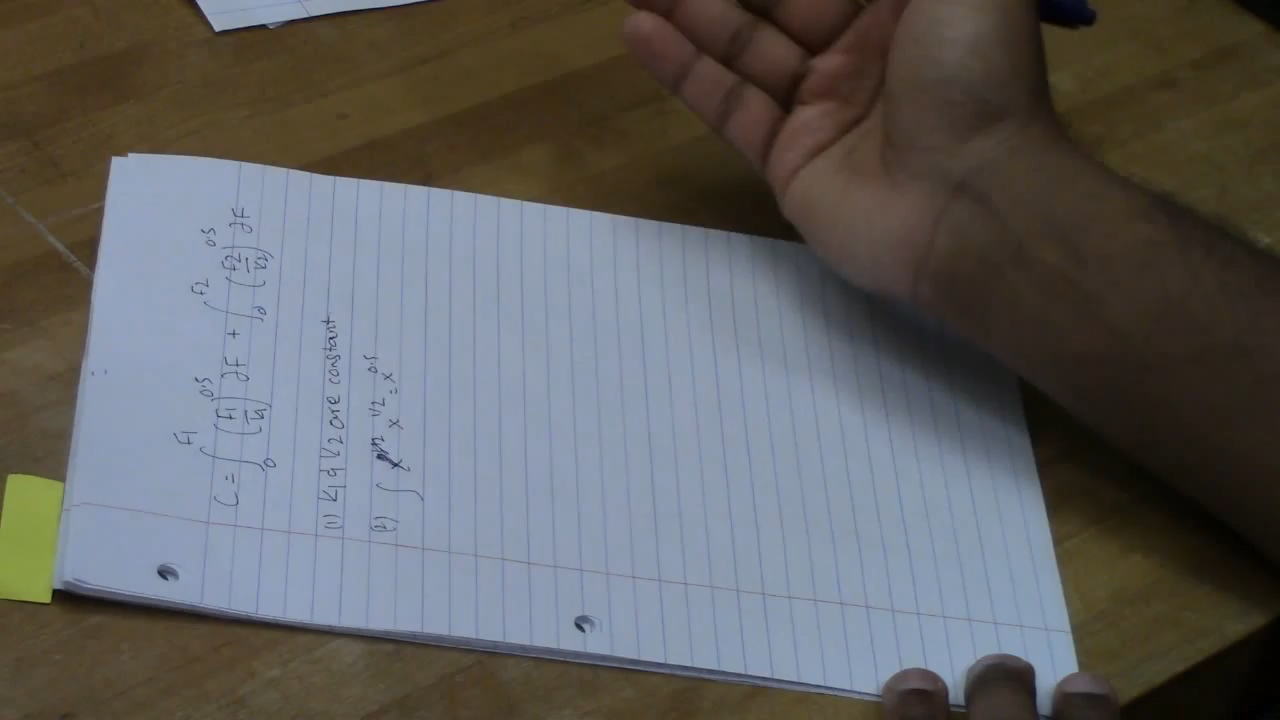 C = ∫₀^F1 (F1/K1)^0.5 ∂F + ∫₀^F2 (F2/K2)^0.5 ∂F
(1) K1 & K2 are constant
(2) ∫ x^1/2 = x^0.5